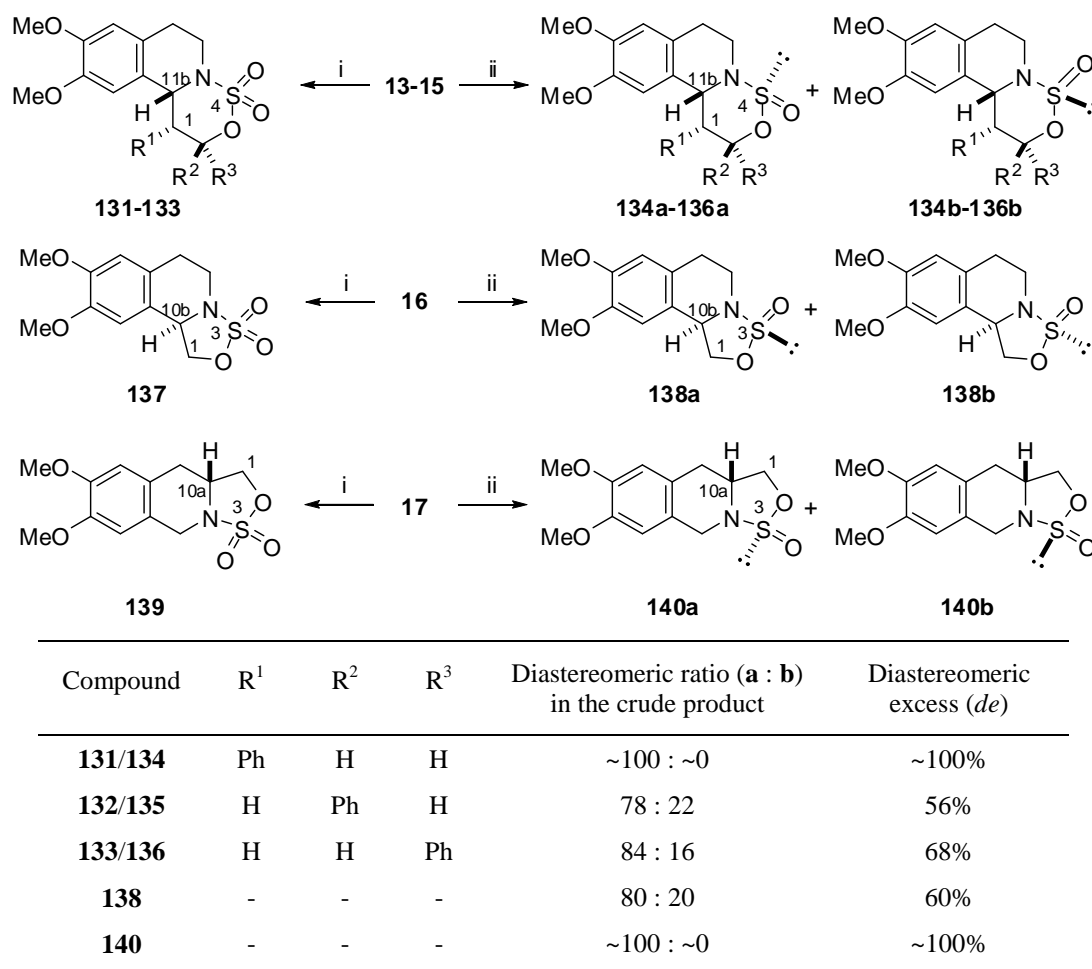 MeO MeO 11b N H S 4 O O O 1 R1 R2 R3
i 13-15 ii
MeO MeO 11b N H S 4 O O 1 R1 R2 R3
+
MeO MeO N H S O O R1 R2 R3
131-133 134a-136a 134b-136b
MeO MeO 10b N H S 3 O O O 1
i 16 ii
MeO MeO 10b N H S 3 O O 1
+
MeO MeO N H S O O
137 138a 138b
MeO MeO H 1 10a O 3 N S O O
i 17 ii
MeO MeO H 1 10a O 3 N S O
+
MeO MeO H O N S O
139 140a 140b
Compound R1 R2 R3 Diastereomeric ratio (a : b) Diastereomeric
in the crude product excess (de)
131/134 Ph H H ~100 : ~0 ~100%
132/135 H Ph H 78 : 22 56%
133/136 H H Ph 84 : 16 68%
138 - - - 80 : 20 60%
140 - - - ~100 : ~0 ~100%